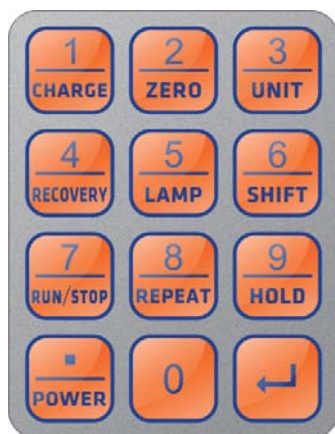 1 2 3
CHARGE ZERO UNIT
4 5 6
RECOVERY LAMP SHIFT
7 8 9
RUN/STOP REPEAT HOLD
.
POWER 0 ↵